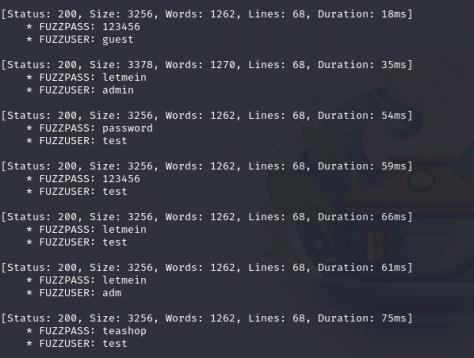 [Status: 200, Size: 3256, Words: 1262, Lines: 68, Duration: 18ms]
* FUZZPASS: 123456
* FUZZUSER: guest
[Status: 200, Size: 3378, Words: 1270, Lines: 68, Duration: 35ms]
* FUZZPASS: letmein
* FUZZUSER: admin
[Status: 200, Size: 3256, Words: 1262, Lines: 68, Duration: 54ms]
* FUZZPASS: password
* FUZZUSER: test
[Status: 200, Size: 3256, Words: 1262, Lines: 68, Duration: 59ms]
* FUZZPASS: 123456
* FUZZUSER: test
[Status: 200, Size: 3256, Words: 1262, Lines: 68, Duration: 66ms]
* FUZZPASS: letmein
* FUZZUSER: test
[Status: 200, Size: 3256, Words: 1262, Lines: 68, Duration: 61ms]
* FUZZPASS: letmein
* FUZZUSER: adm
[Status: 200, Size: 3256, Words: 1262, Lines: 68, Duration: 75ms]
* FUZZPASS: teashop
* FUZZUSER: test